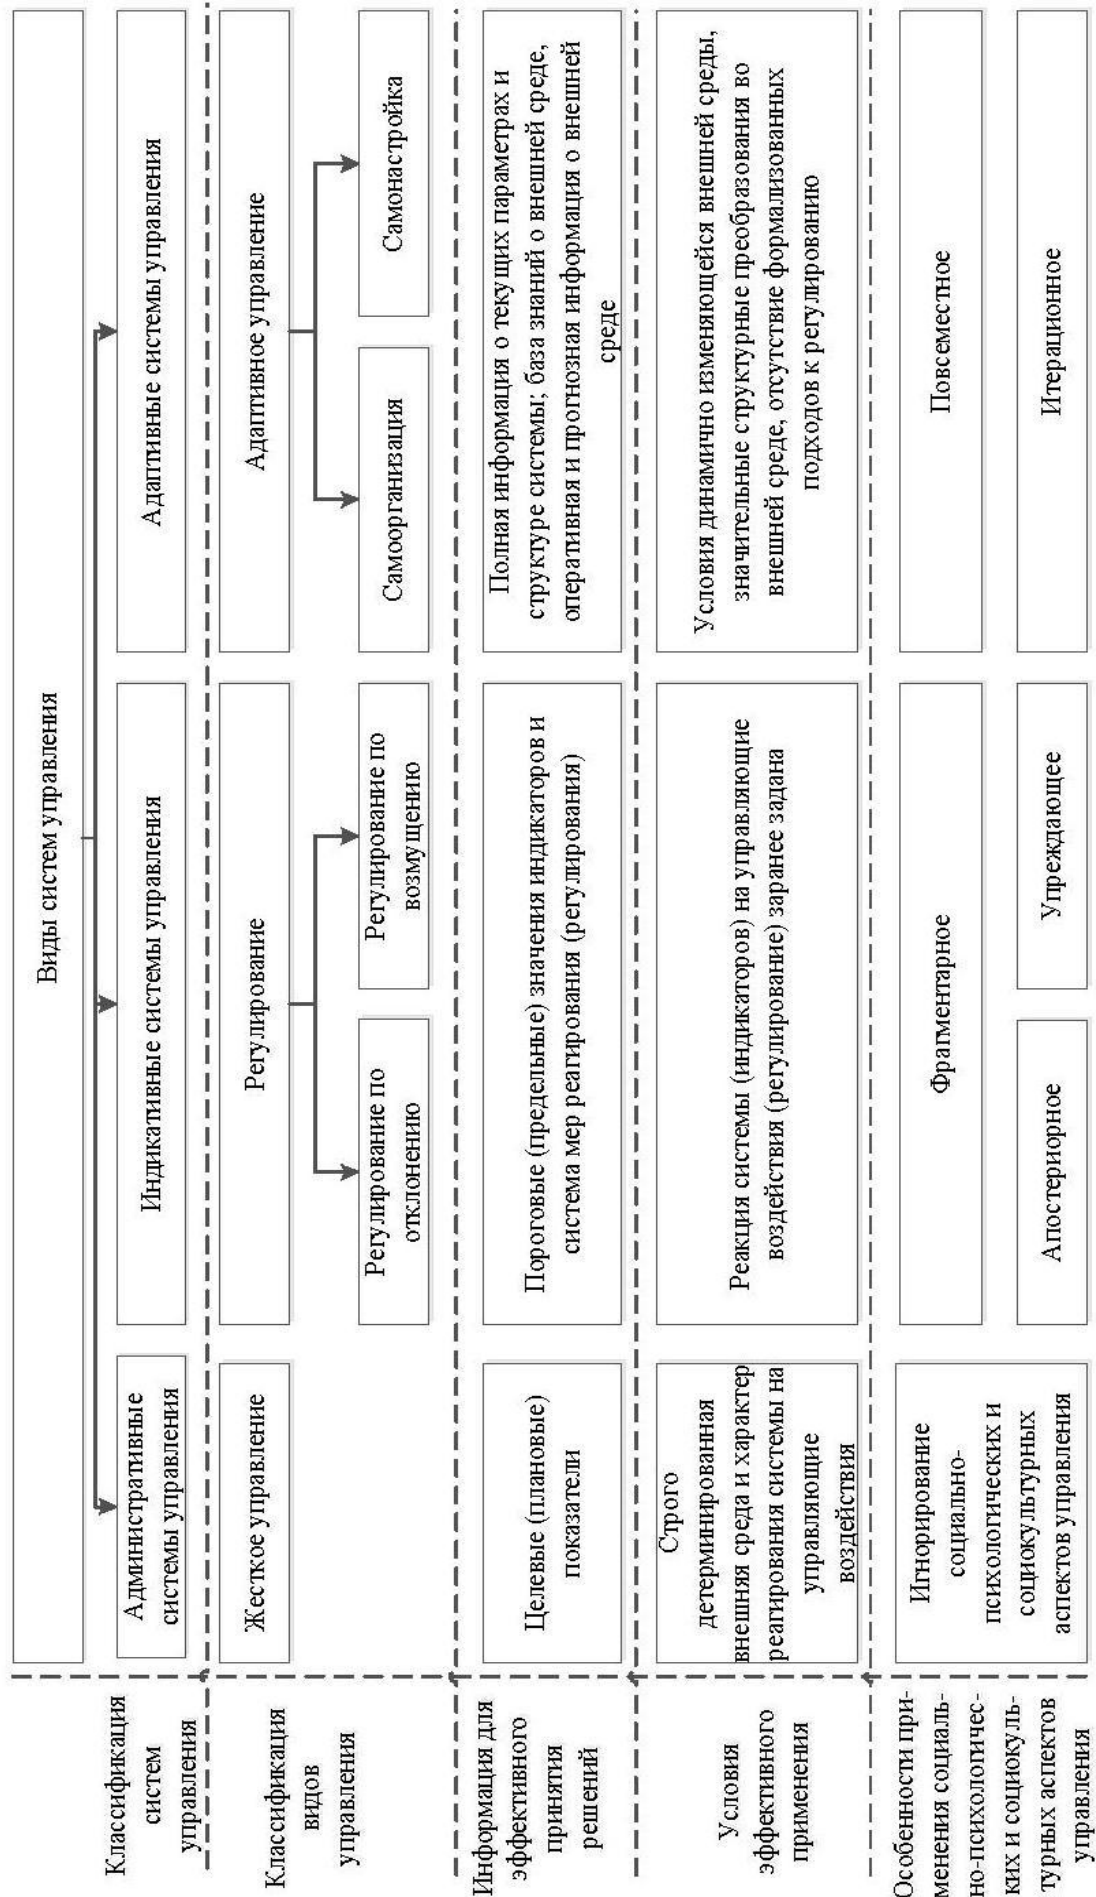 Виды систем управления
Классификация
систем
управления
Административные
системы управления
Индикативные системы управления
Адаптивные системы управления
Классификация
видов
управления
Жесткое управление
Регулирование
Регулирование по
отклонению
Регулирование по
возмущению
Адаптивное управление
Самоорганизация
Самонастройка
Информация для
эффективного
принятия
решений
Целевые (плановые)
показатели
Пороговые (предельные) значения индикаторов и
система мер реагирования (регулирования)
Полная информация о текущих параметрах и
структуре системы; база знаний о внешней среде,
оперативная и прогнозная информация о внешней
среде
Условия
эффективного
применения
Строго
детерминированная
внешняя среда и характер
реагирования системы на
управляющие
воздействия
Реакция системы (индикаторов) на управляющие
воздействия (регулирование) заранее задана
Условия динамично изменяющейся внешней среды,
значительные структурные преобразования во
внешней среде, отсутствие формализованных
подходов к регулированию
Особенности при-
менения социаль-
но-психологичес-
ких и социокуль-
турных аспектов
управления
Игнорирование
социально-
психологических и
социокультурных
аспектов управления
Фрагментарное
Апостериорное
Упреждающее
Повсеместное
Итерационное